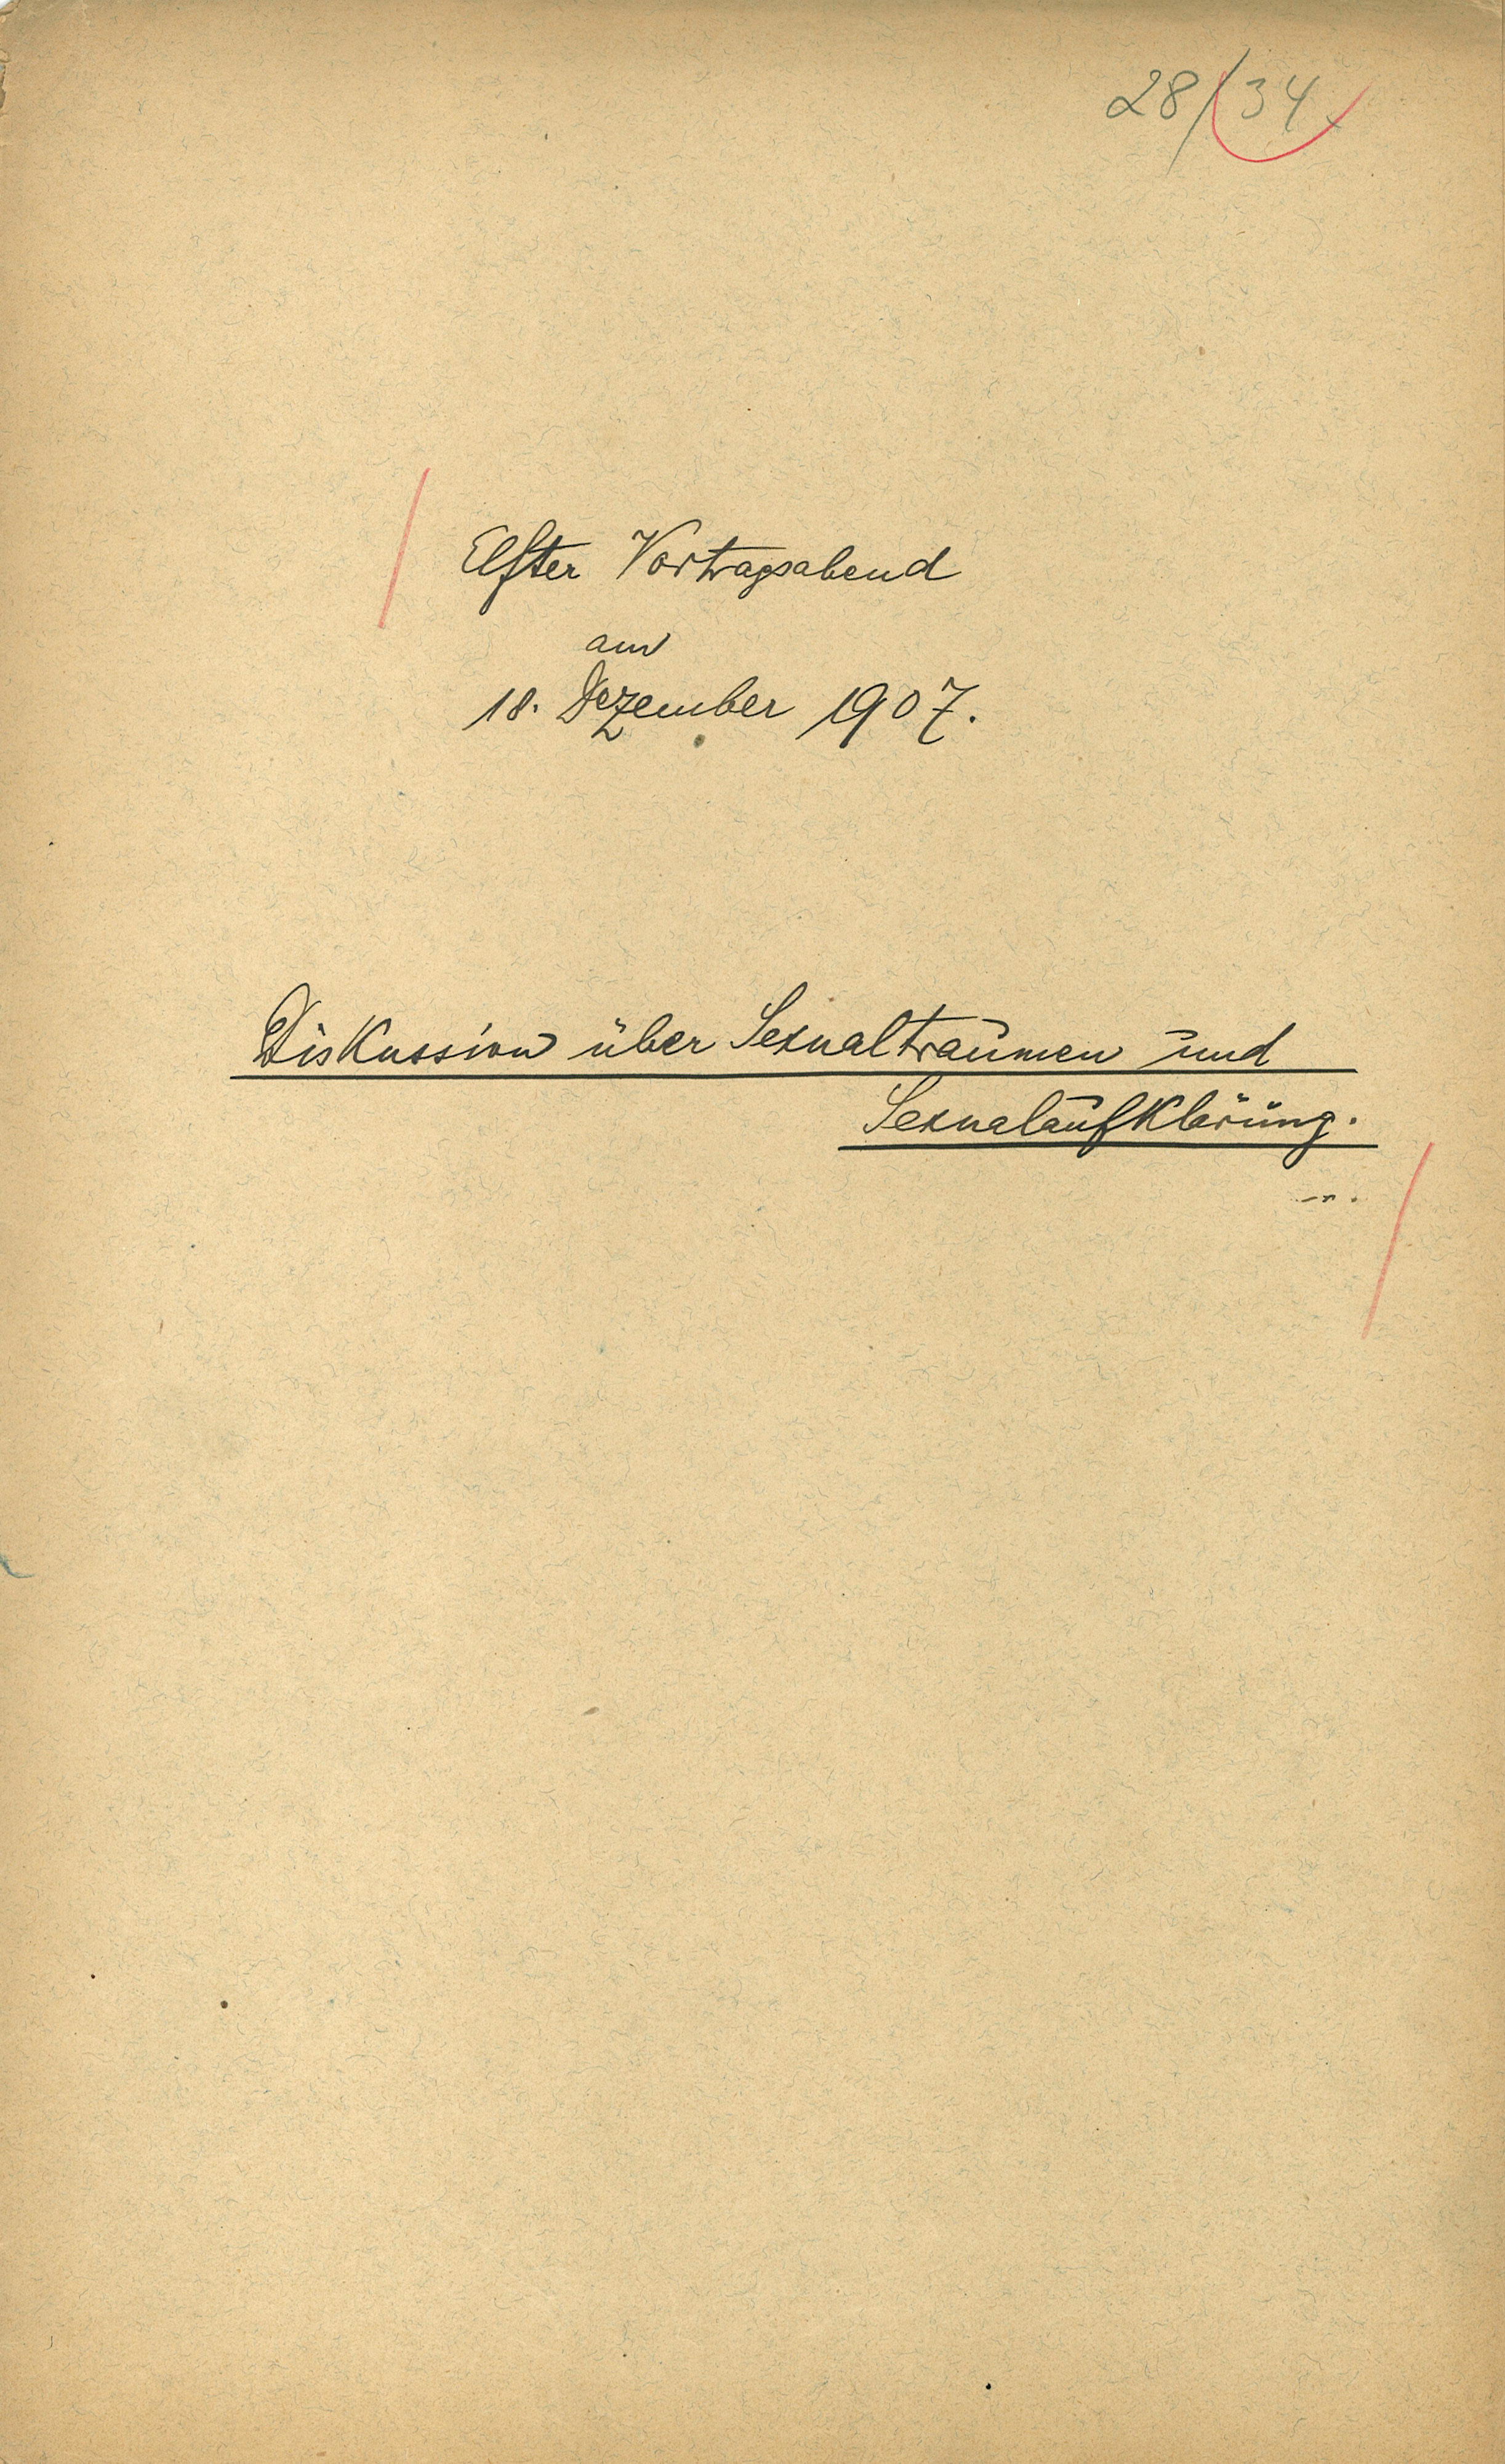 28/34
Elfter Vortragsabend
am
18. Dezember 1907.
Diskussion über Sexualtraumen und
Sexualaufklärung.